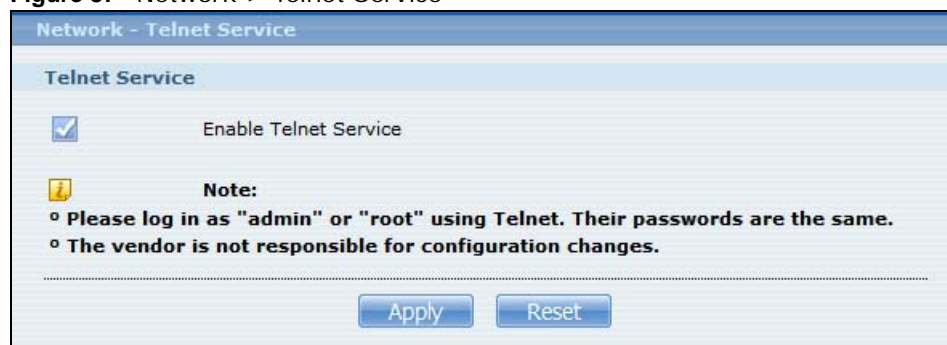 Network - Telnet Service
Telnet Service
Enable Telnet Service
Note:
º Please log in as "admin" or "root" using Telnet. Their passwords are the same.
º The vendor is not responsible for configuration changes.
Apply Reset